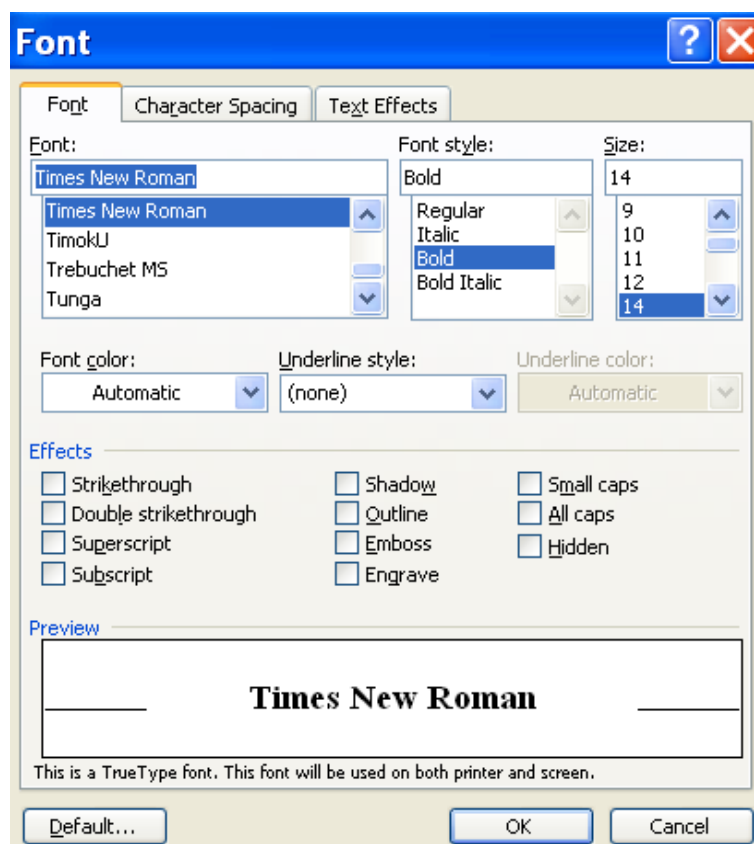 Font
Font Character Spacing Text Effects
Font: Font style: Size:
Times New Roman Bold 14
Times New Roman Regular 9
TimokU Italic 10
Trebuchet MS Bold 11
Tunga Bold Italic 12
14
Font color: Underline style: Underline color:
Automatic (none) Automatic
Effects
Strikethrough Shadow Small caps
Double strikethrough Outline All caps
Superscript Emboss Hidden
Subscript Engrave
Preview
Times New Roman
This is a TrueType font. This font will be used on both printer and screen.
Default... OK Cancel